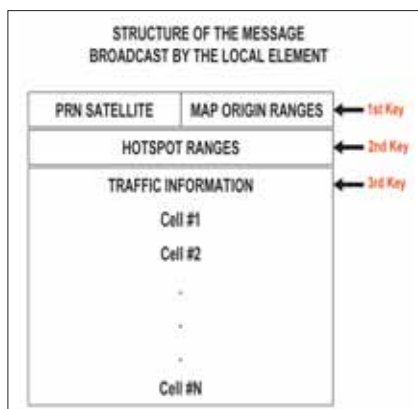 STRUCTURE OF THE MESSAGE
BROADCAST BY THE LOCAL ELEMENT
PRN SATELLITE MAP ORIGIN RANGES 1st Key
HOTSPOT RANGES 2nd Key
TRAFFIC INFORMATION 3rd Key
Cell #1
Cell #2
.
.
.
Cell #N